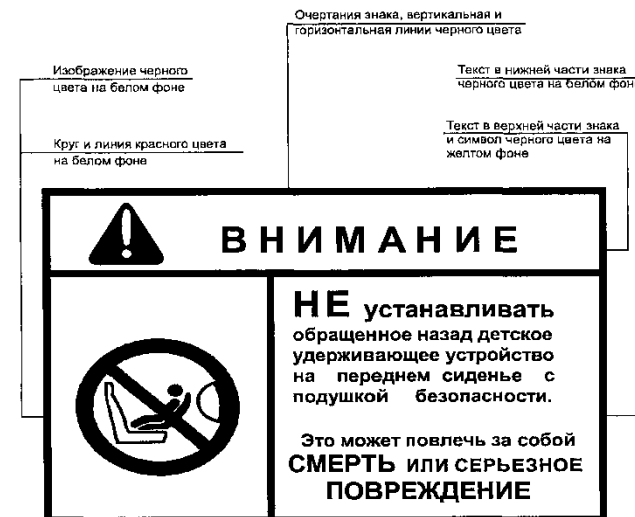 Очертания знака, вертикальная и
горизонтальная линии черного цвета
Изображение черного
цвета на белом фоне
Текст в нижней части знака
черного цвета на белом фоне
Круг и линия красного цвета
на белом фоне
Текст в верхней части знака
и символ черного цвета на
желтом фоне
ВНИМАНИЕ
НЕ устанавливать
обращенное назад детское
удерживающее устройство
на переднем сиденье с
подушкой безопасности.
Это может повлечь за собой
СМЕРТЬ ИЛИ СЕРЬЕЗНОЕ
ПОВРЕЖДЕНИЕ